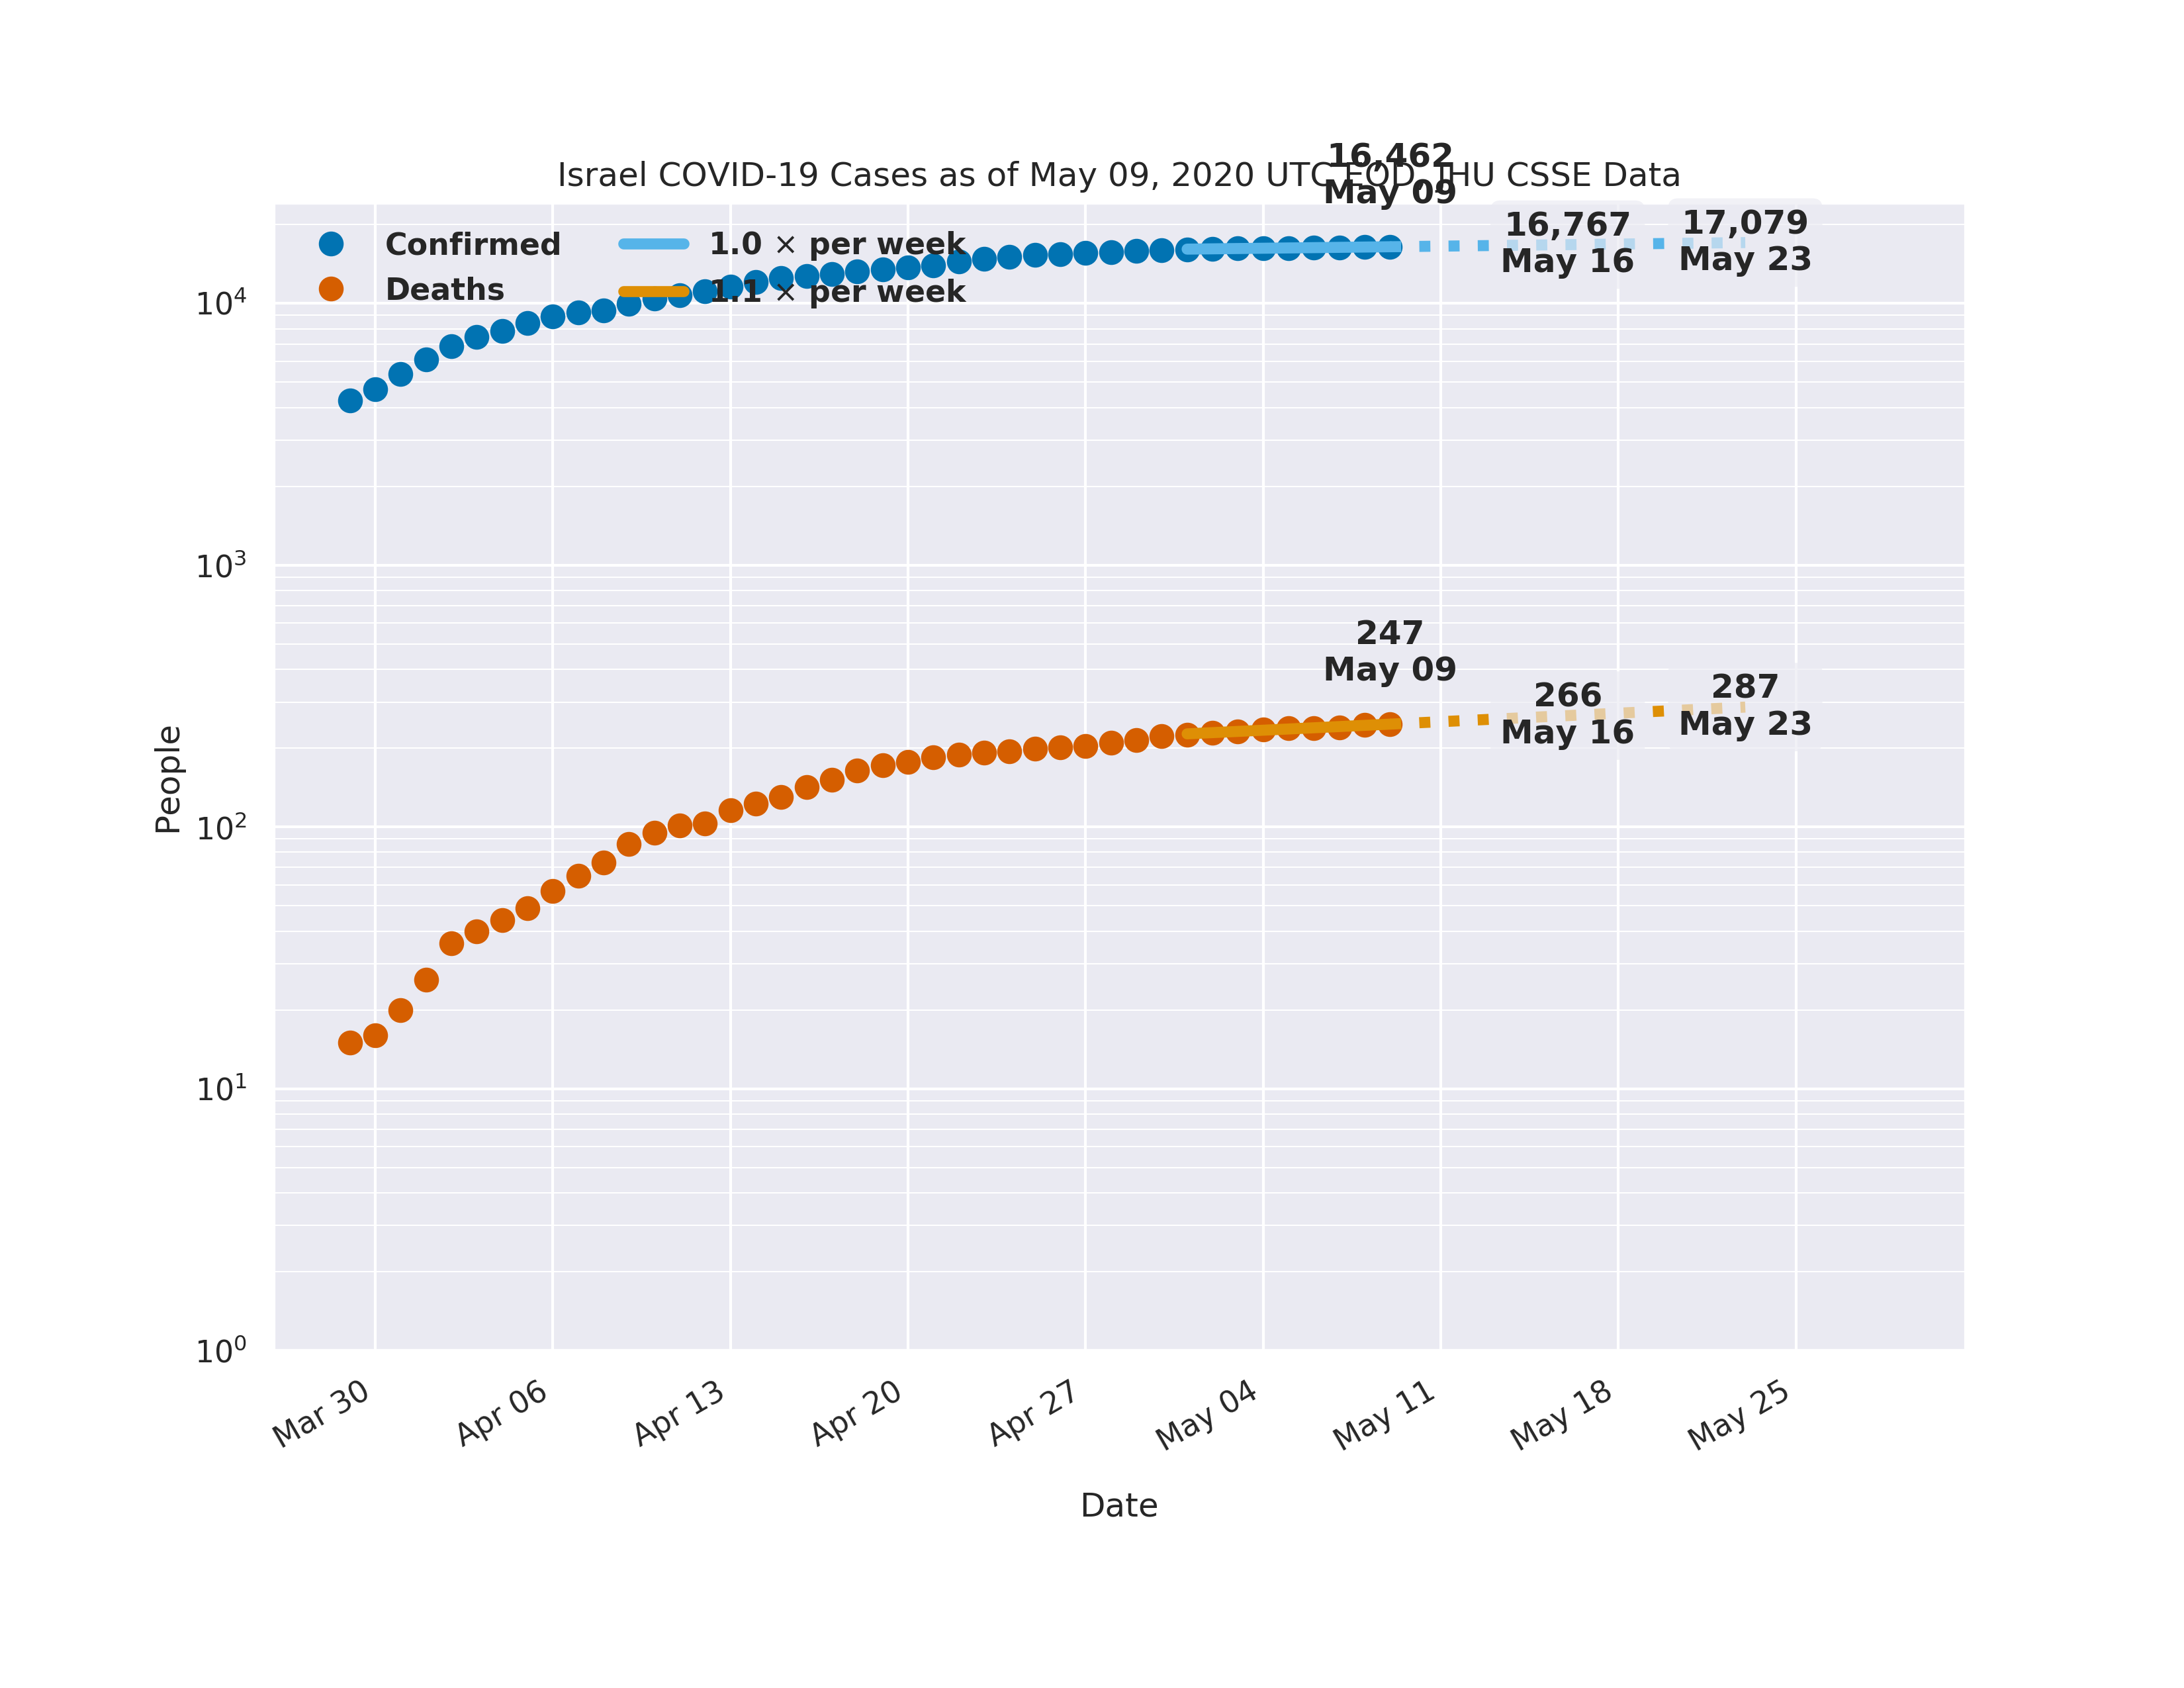 16,462
May 09
Israel COVID-19 Cases as of May 09, 2020 UTC EOD, JHU CSSE Data
Confirmed
Deaths
1.0 × per week
1.1 × per week
16,767
May 16
17,079
May 23
247
May 09
266
May 16
287
May 23
10⁴
10³
10²
10¹
10⁰
People
Mar 30
Apr 06
Apr 13
Apr 20
Apr 27
May 04
May 11
May 18
May 25
Date